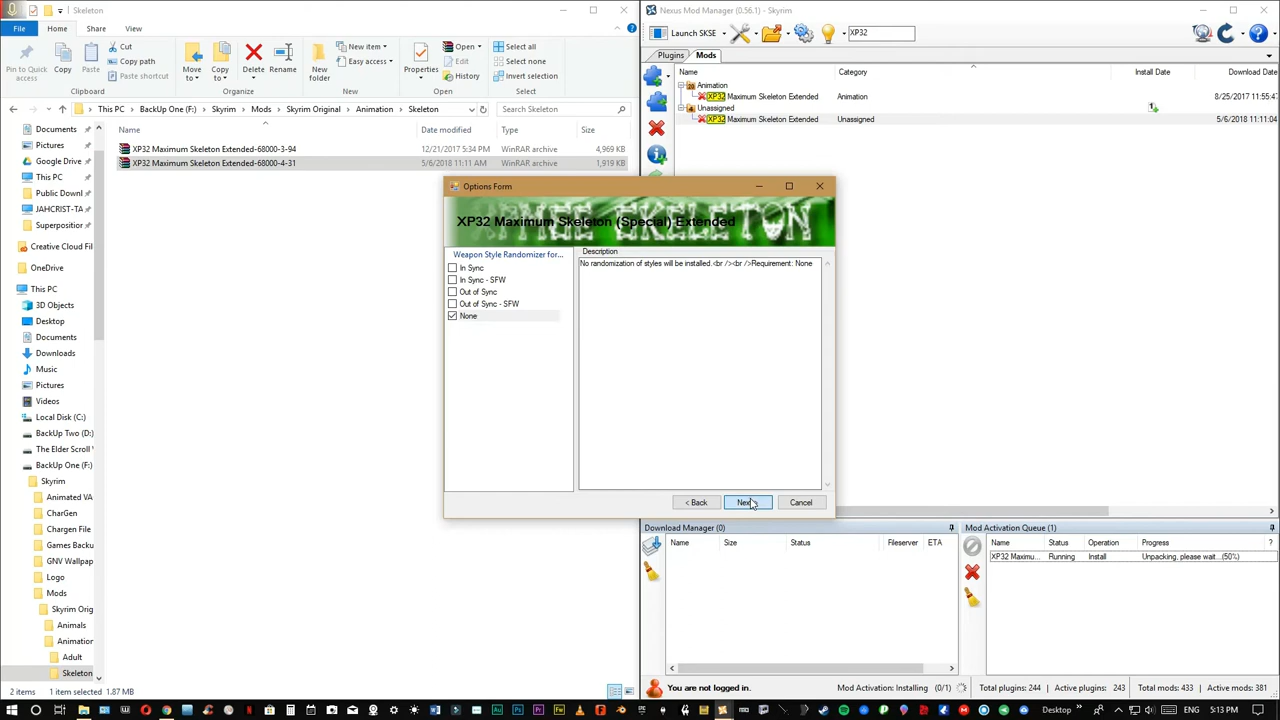 Skeleton
Nexus Mod Manager (0.56.1) - Skyrim
File
Home
Share
View
Launch SKSE
XP32
Pin to Quick access
Copy
Paste
Cut
Copy path
Paste shortcut
Move to
Copy to
Delete
Rename
New folder
New item
Easy access
Properties
Open
Edit
History
Select all
Select none
Invert selection
Clipboard
Organize
New
Open
Select
Plugins
Mods
This PC > BackUp One (F:) > Skyrim > Mods > Skyrim Original > Animation > Skeleton
Search Skeleton
Name
Date modified
Type
Size
XP32 Maximum Skeleton Extended-68000-3-94 12/21/2017 5:34 PM WinRAR archive 4,969 KB
XP32 Maximum Skeleton Extended-68000-4-31 5/6/2018 11:11 AM WinRAR archive 1,919 KB
Documents
Pictures
Google Drive
This PC
Public Downl
JAHCRIST-TA
Superposition
Creative Cloud Fil
OneDrive
This PC
3D Objects
Desktop
Documents
Downloads
Music
Pictures
Videos
Local Disk (C:)
BackUp Two (D:)
The Elder Scroll
BackUp One (F:)
Skyrim
Animated VA
CharGen
Chargen File
Games Backu
GNV Wallpap
Logo
Mods
Skyrim Orig
Animals
Animation
Adult
Skeleton
2 items 1 item selected 1.87 MB
Name
Category
Install Date
Download Date
Animation
XP32 Maximum Skeleton Extended Animation 8/25/2017 11:55:4
Unassigned
XP32 Maximum Skeleton Extended Unassigned 5/6/2018 11:11:04
Options Form
XP32 Maximum Skeleton (Special) Extended
Weapon Style Randomizer for...
In Sync
In Sync - SFW
Out of Sync
Out of Sync - SFW
None
Description
No randomization of styles will be installed.<br /><br />Requirement: None
< Back
Next
Cancel
Download Manager (0)
Name Size Status Fileserver ETA
Mod Activation Queue (1)
Name Status Operation Progress ?
XP32 Maximu... Running Install Unpacking, please wait...(50%)
You are not logged in.
Mod Activation: Installing (0/1)
Total plugins: 244 | Active plugins: 243
Total mods: 433 | Active mods: 381
Desktop
5:13 PM